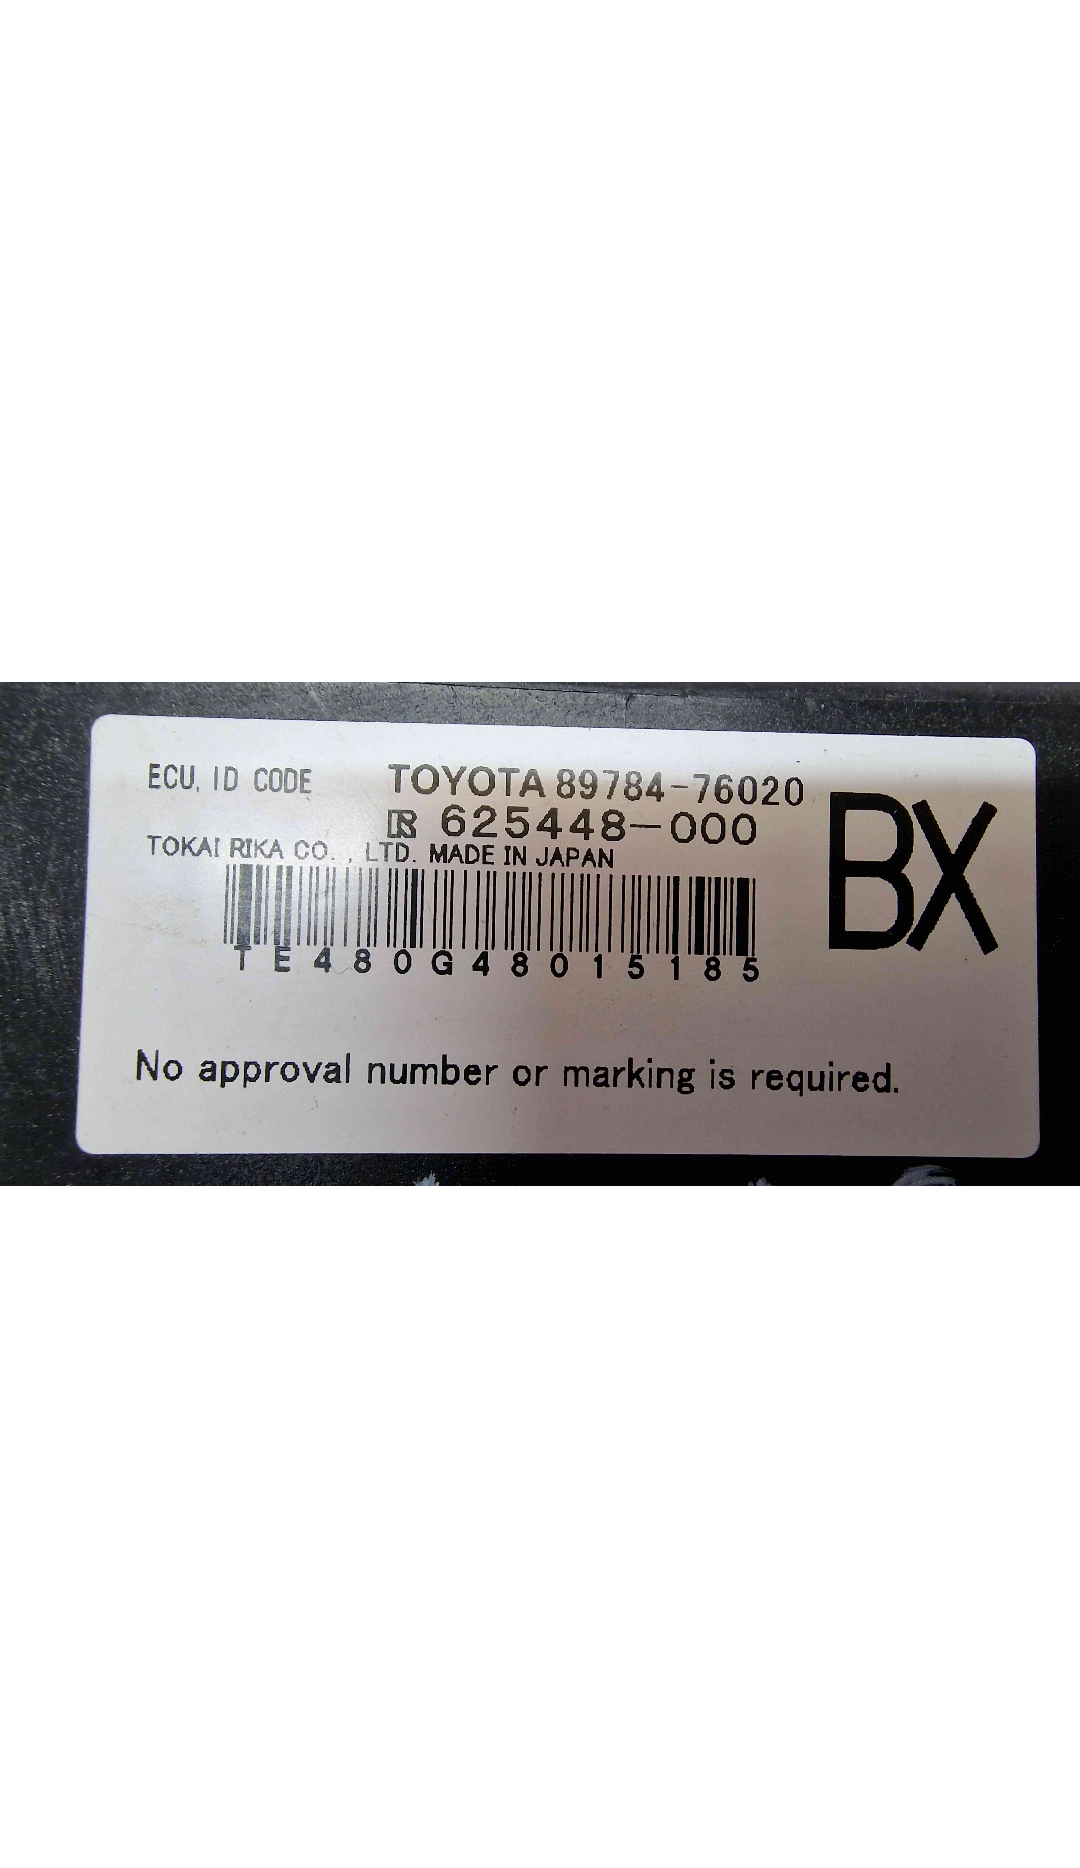 ECU, ID CODE TOYOTA 89784-76020
625448-000
BX
TOKAI RIKA CO., LTD. MADE IN JAPAN
TE480G48015185
No approval number or marking is required.